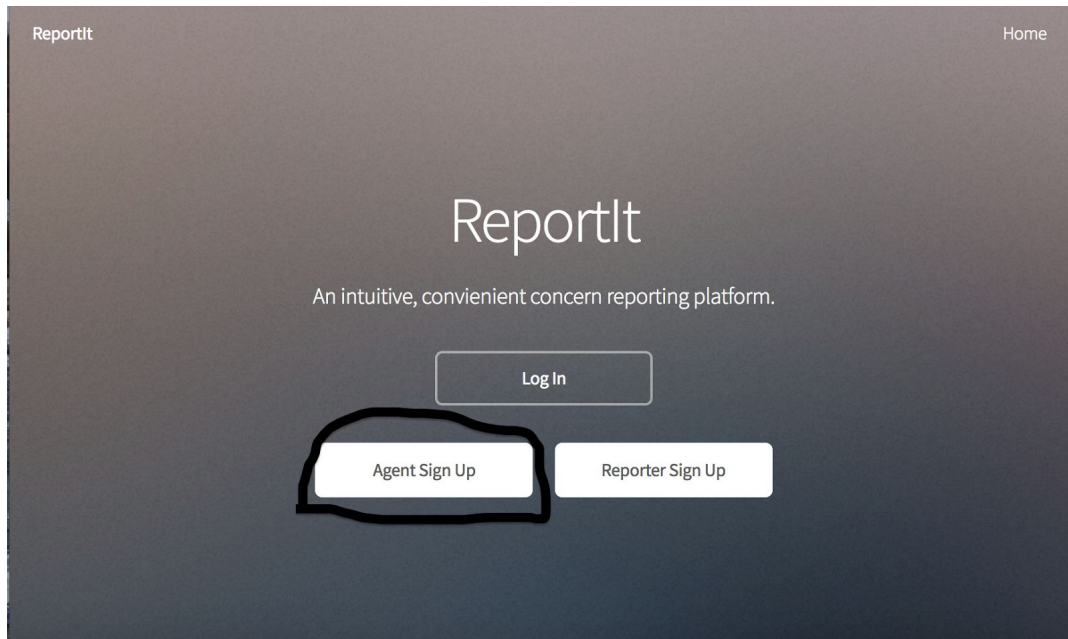 ReportIt
Home
ReportIt
An intuitive, convienient concern reporting platform.
Log In
Agent Sign Up
Reporter Sign Up